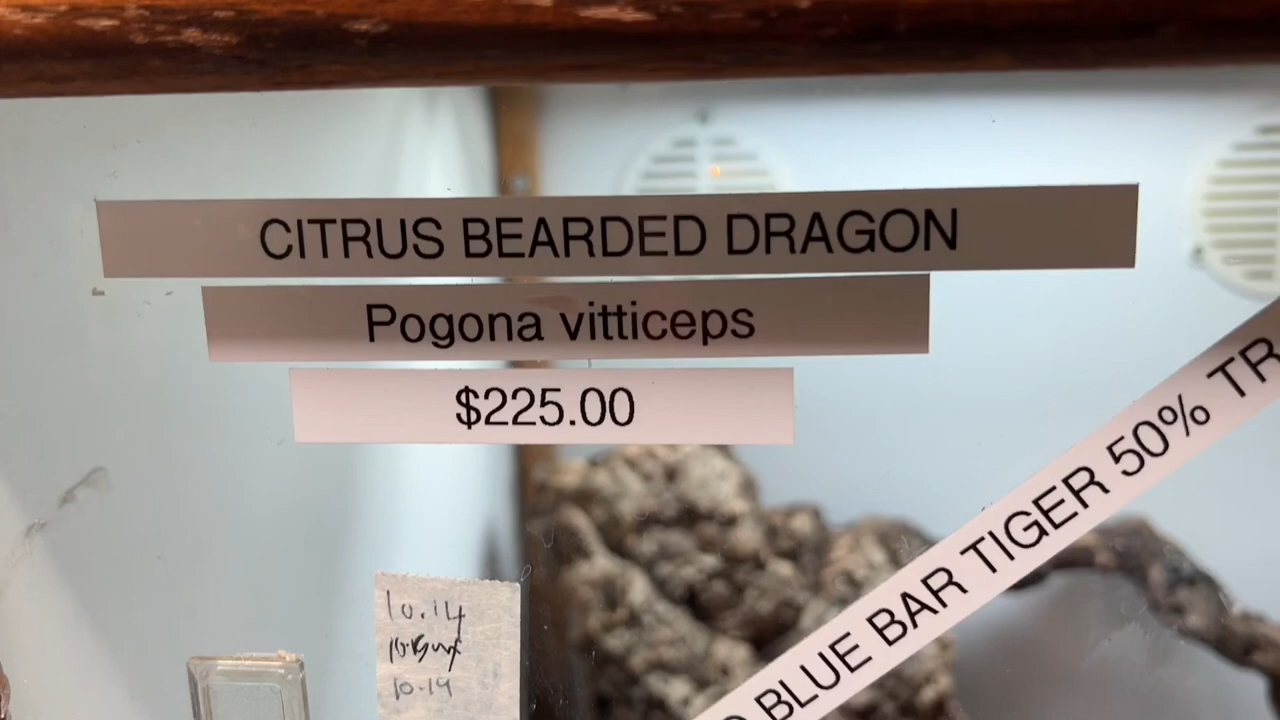 CITRUS BEARDED DRAGON
Pogona vitticeps
$225.00
BLUE BAR TIGER 50% TR
10.14
10.19